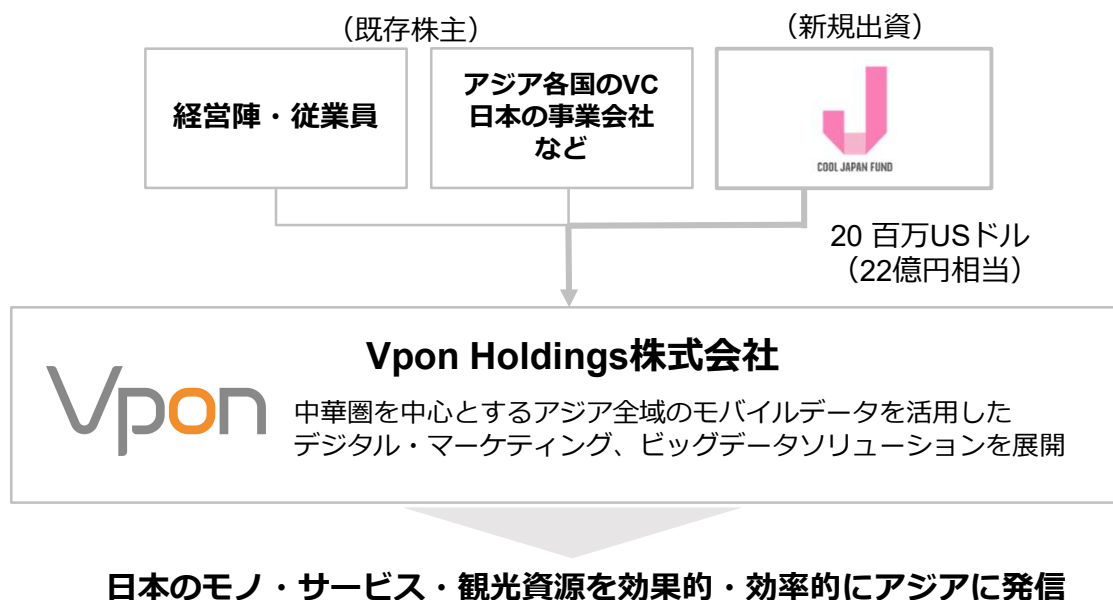 （既存株主）
（新規出資）
経営陣・従業員
アジア各国のVC
日本の事業会社
など
COOL JAPAN FUND
20 百万USドル
（22億円相当）
Vpon Holdings株式会社
Vpon
中華圏を中心とするアジア全域のモバイルデータを活用した
デジタル・マーケティング、ビッグデータソリューションを展開
日本のモノ・サービス・観光資源を効果的・効率的にアジアに発信